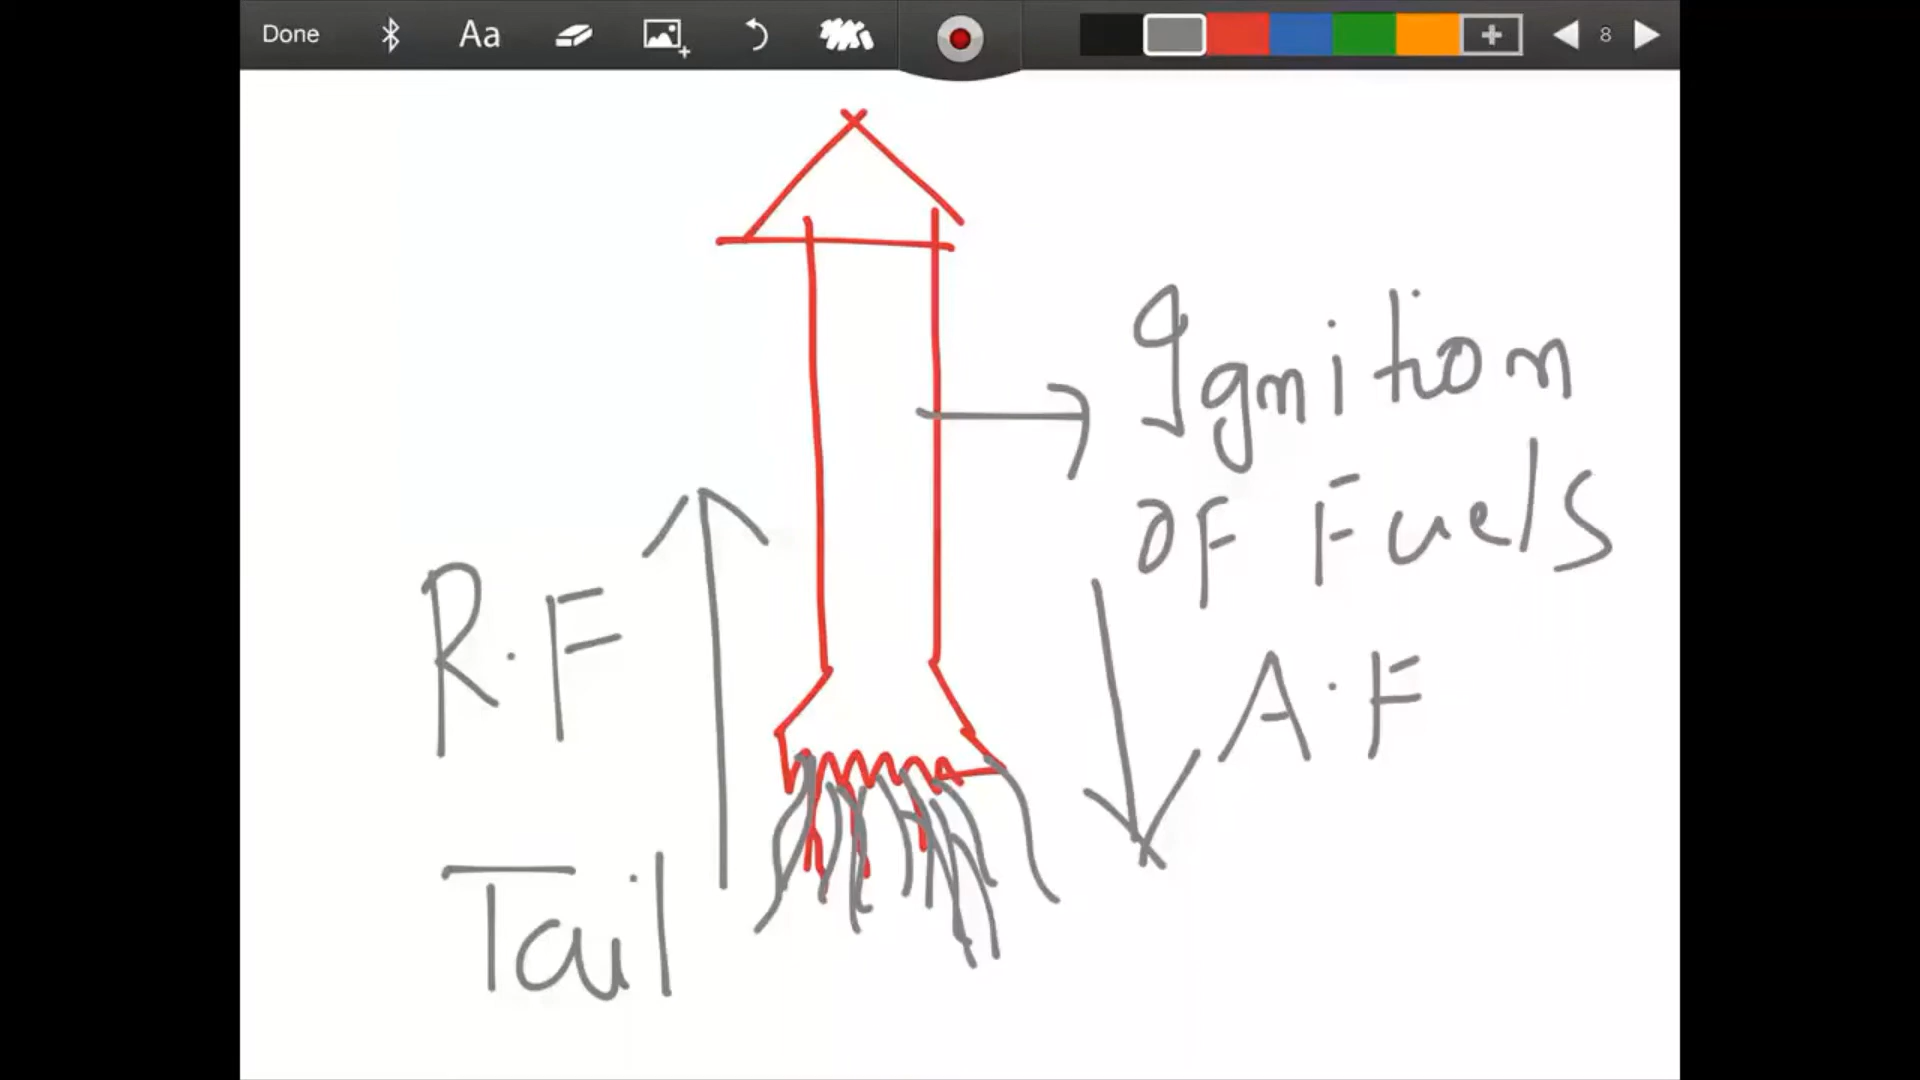 Done Aa 8
Ignition
of Fuels
R.F
A.F
Tail